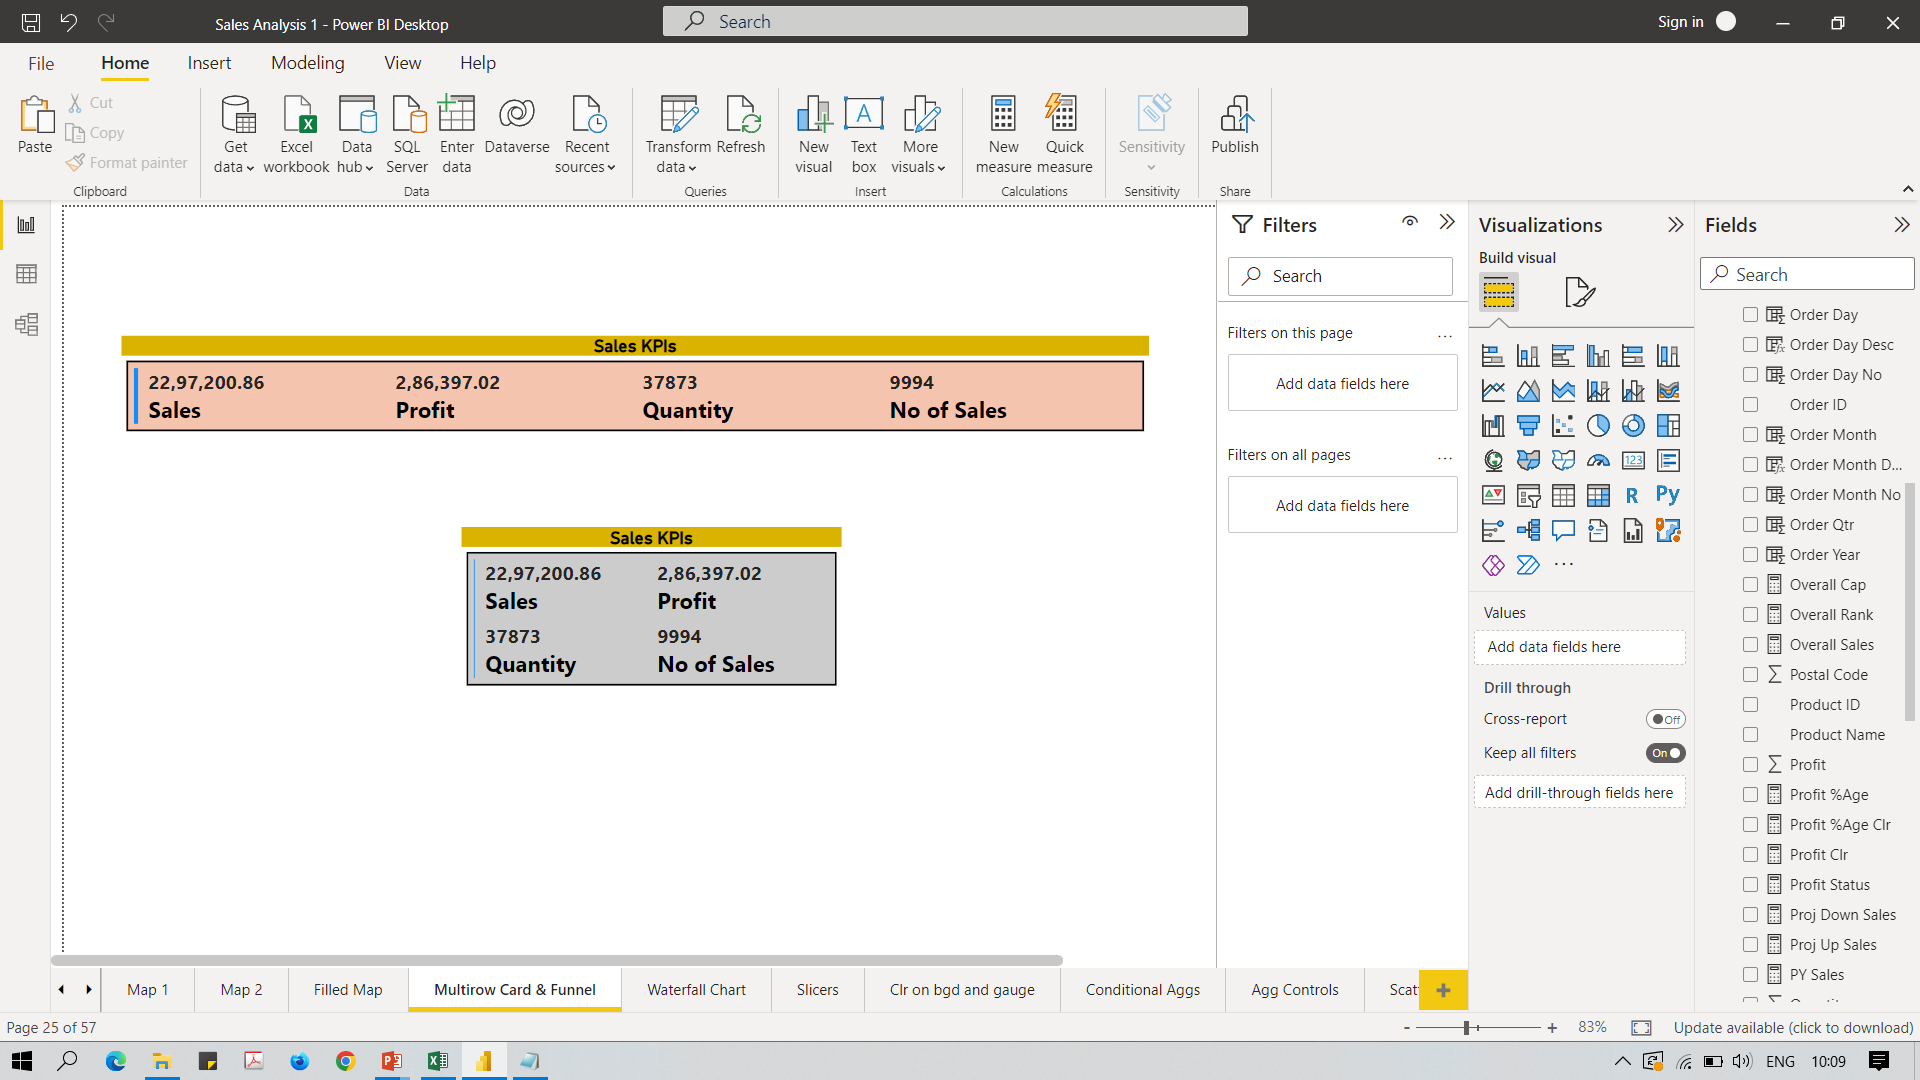 Sales Analysis 1 - Power BI Desktop
Search
Sign in
File Home Insert Modeling View Help
Paste
Cut
Copy
Format painter
Clipboard
Get data
Excel workbook
Data hub
SQL Server
Enter data
Dataverse
Recent sources
Data
Transform data
Refresh
Queries
New visual
Text box
More visuals
Insert
New measure
Quick measure
Calculations
Sensitivity
Sensitivity
Publish
Share
Sales KPIs
22,97,200.86 2,86,397.02 37873 9994
Sales Profit Quantity No of Sales
Sales KPIs
22,97,200.86 2,86,397.02
Sales Profit
37873 9994
Quantity No of Sales
Filters
Search
Filters on this page ...
Add data fields here
Filters on all pages ...
Add data fields here
Visualizations
Build visual
123
R Py
...
Values
Add data fields here
Drill through
Cross-report Off
Keep all filters On
Add drill-through fields here
Fields
Search
Order Day
Order Day Desc
Order Day No
Order ID
Order Month
Order Month D...
Order Month No
Order Qtr
Order Year
Overall Cap
Overall Rank
Overall Sales
Postal Code
Product ID
Product Name
Profit
Profit %Age
Profit %Age Clr
Profit Clr
Profit Status
Proj Down Sales
Proj Up Sales
PY Sales
Map 1 Map 2 Filled Map Multirow Card & Funnel Waterfall Chart Slicers Clr on bgd and gauge Conditional Aggs Agg Controls Scat
Page 25 of 57
- + 83% Update available (click to download)
ENG 10:09